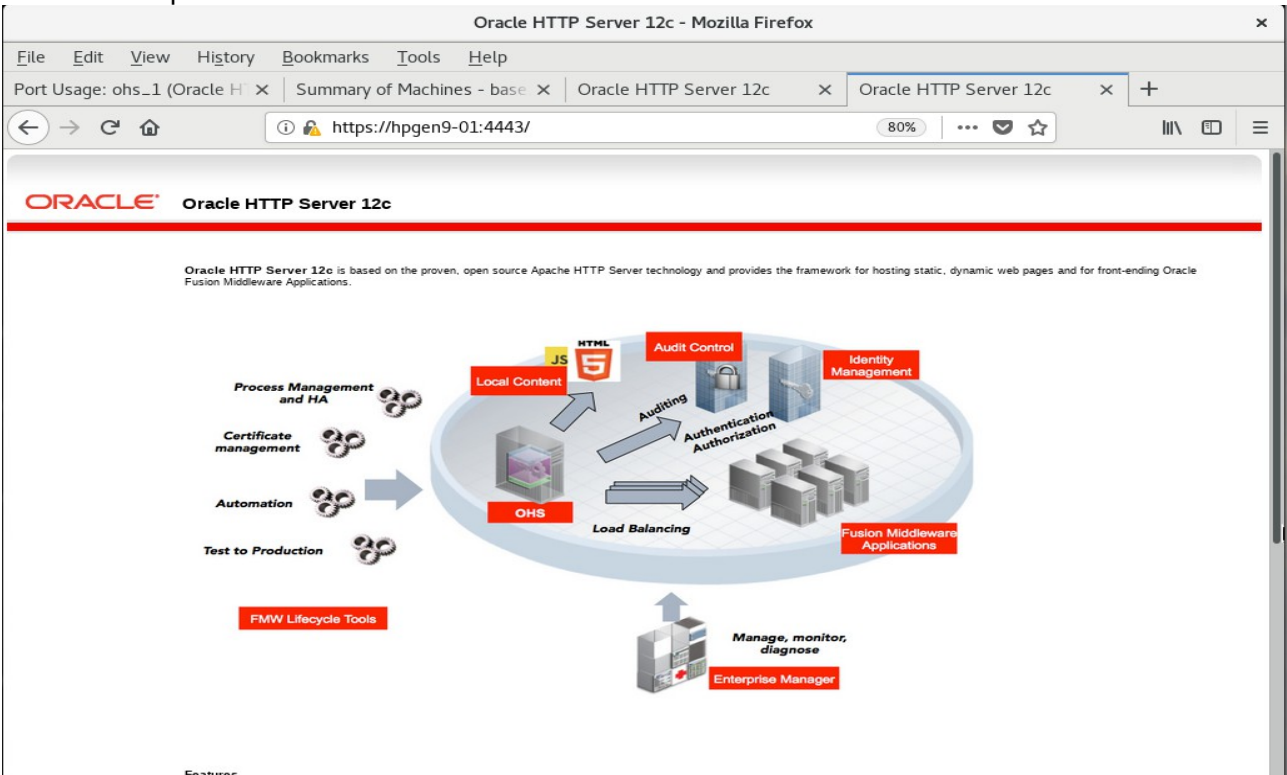 Oracle HTTP Server 12c - Mozilla Firefox
File Edit View History Bookmarks Tools Help
Port Usage: ohs_1 (Oracle H Summary of Machines - base Oracle HTTP Server 12c Oracle HTTP Server 12c
https://hpgen9-01:4443/ 80%
ORACLE Oracle HTTP Server 12c
Oracle HTTP Server 12c is based on the proven, open source Apache HTTP Server technology and provides the framework for hosting static, dynamic web pages and for front-ending Oracle
Fusion Middleware Applications.
HTML
JS 5
Audit Control
Identity
Management
Local Content
Process Management
and HA
Auditing
Authentication
Authorization
Certificate
management
Automation
OHS
Load Balancing
Test to Production
Fusion Middleware
Applications
FMW Lifecycle Tools
Manage, monitor,
diagnose
Enterprise Manager
Features